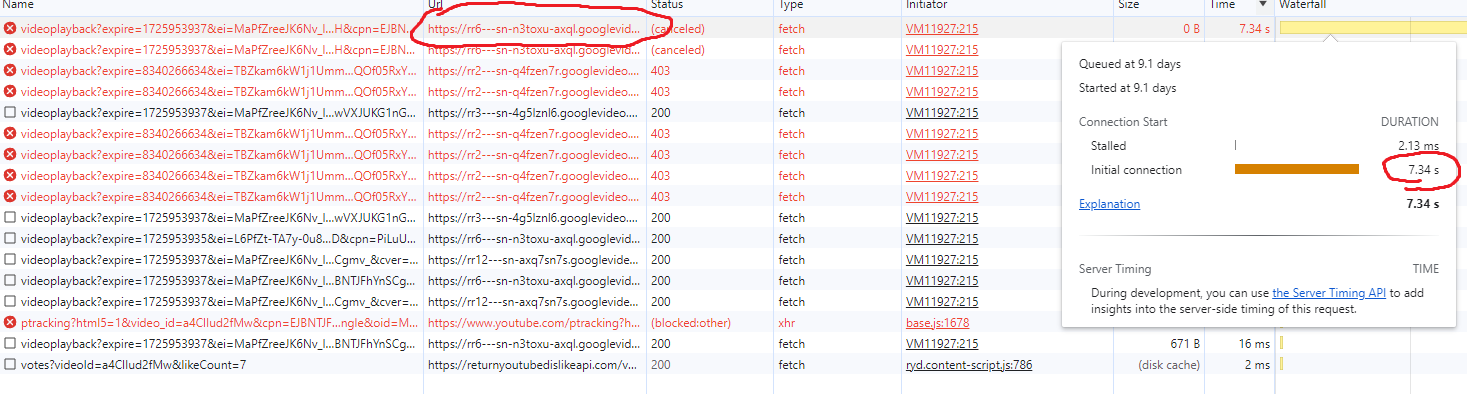 Name Url Status Type Initiator Size Time Waterfall
videoplayback?expire=1725953937&ei=MaPfZreeJK6Nv_I...H&cpn=EJBN... https://rr6---sn-n3toxu-axql.googlevid... (canceled) fetch VM11927:215 0 B 7.34 s
videoplayback?expire=1725953937&ei=MaPfZreeJK6Nv_I...H&cpn=EJBN... https://rr6---sn-n3toxu-axql.googlevid... (canceled) fetch VM11927:215
videoplayback?expire=8340266634&ei=TBZkam6kW1j1Umm...QOf05RxY... https://rr2---sn-q4fzen7r.googlevideo.... 403 fetch VM11927:215
videoplayback?expire=8340266634&ei=TBZkam6kW1j1Umm...QOf05RxY... https://rr2---sn-q4fzen7r.googlevideo.... 403 fetch VM11927:215
videoplayback?expire=1725953937&ei=MaPfZreeJK6Nv_I...wVXJUKG1nG... https://rr3---sn-4g5lznl6.googlevideo.... 200 fetch VM11927:215
videoplayback?expire=8340266634&ei=TBZkam6kW1j1Umm...QOf05RxY... https://rr2---sn-q4fzen7r.googlevideo.... 403 fetch VM11927:215
videoplayback?expire=8340266634&ei=TBZkam6kW1j1Umm...QOf05RxY... https://rr2---sn-q4fzen7r.googlevideo.... 403 fetch VM11927:215
videoplayback?expire=8340266634&ei=TBZkam6kW1j1Umm...QOf05RxY... https://rr2---sn-q4fzen7r.googlevideo.... 403 fetch VM11927:215
videoplayback?expire=8340266634&ei=TBZkam6kW1j1Umm...QOf05RxY... https://rr2---sn-q4fzen7r.googlevideo.... 403 fetch VM11927:215
videoplayback?expire=1725953937&ei=MaPfZreeJK6Nv_I...wVXJUKG1nG... https://rr3---sn-4g5lznl6.googlevideo.... 200 fetch VM11927:215
videoplayback?expire=1725953935&ei=L6PfZt-TA7y-0u8...D&cpn=PiLuU... https://rr6---sn-n3toxu-axql.googlevid... 200 fetch VM11927:215
videoplayback?expire=1725953937&ei=MaPfZreeJK6Nv_I...Cgmv_&cver=... https://rr12---sn-axq7sn7s.googlevide... 200 fetch VM11927:215
videoplayback?expire=1725953937&ei=MaPfZreeJK6Nv_I...BNTJFhYnSCg... https://rr6---sn-n3toxu-axql.googlevid... 200 fetch VM11927:215
videoplayback?expire=1725953937&ei=MaPfZreeJK6Nv_I...Cgmv_&cver=... https://rr12---sn-axq7sn7s.googlevide... 200 fetch VM11927:215
ptracking?html5=1&video_id=a4CIIud2fMw&cpn=EJBNTJF...ngle&oid=M... https://www.youtube.com/ptracking?h... (blocked:other) xhr base.js:1678
videoplayback?expire=1725953937&ei=MaPfZreeJK6Nv_I...BNTJFhYnSCg... https://rr6---sn-n3toxu-axql.googlevid... 200 fetch VM11927:215 671 B 16 ms
votes?videoId=a4CIIud2fMw&likeCount=7 https://returnyoutubedislikeapi.com/v... 200 fetch ryd.content-script.js:786 (disk cache) 2 ms
Queued at 9.1 days
Started at 9.1 days
Connection Start DURATION
Stalled 2.13 ms
Initial connection 7.34 s
Explanation 7.34 s
Server Timing TIME
During development, you can use the Server Timing API to add
insights into the server-side timing of this request.